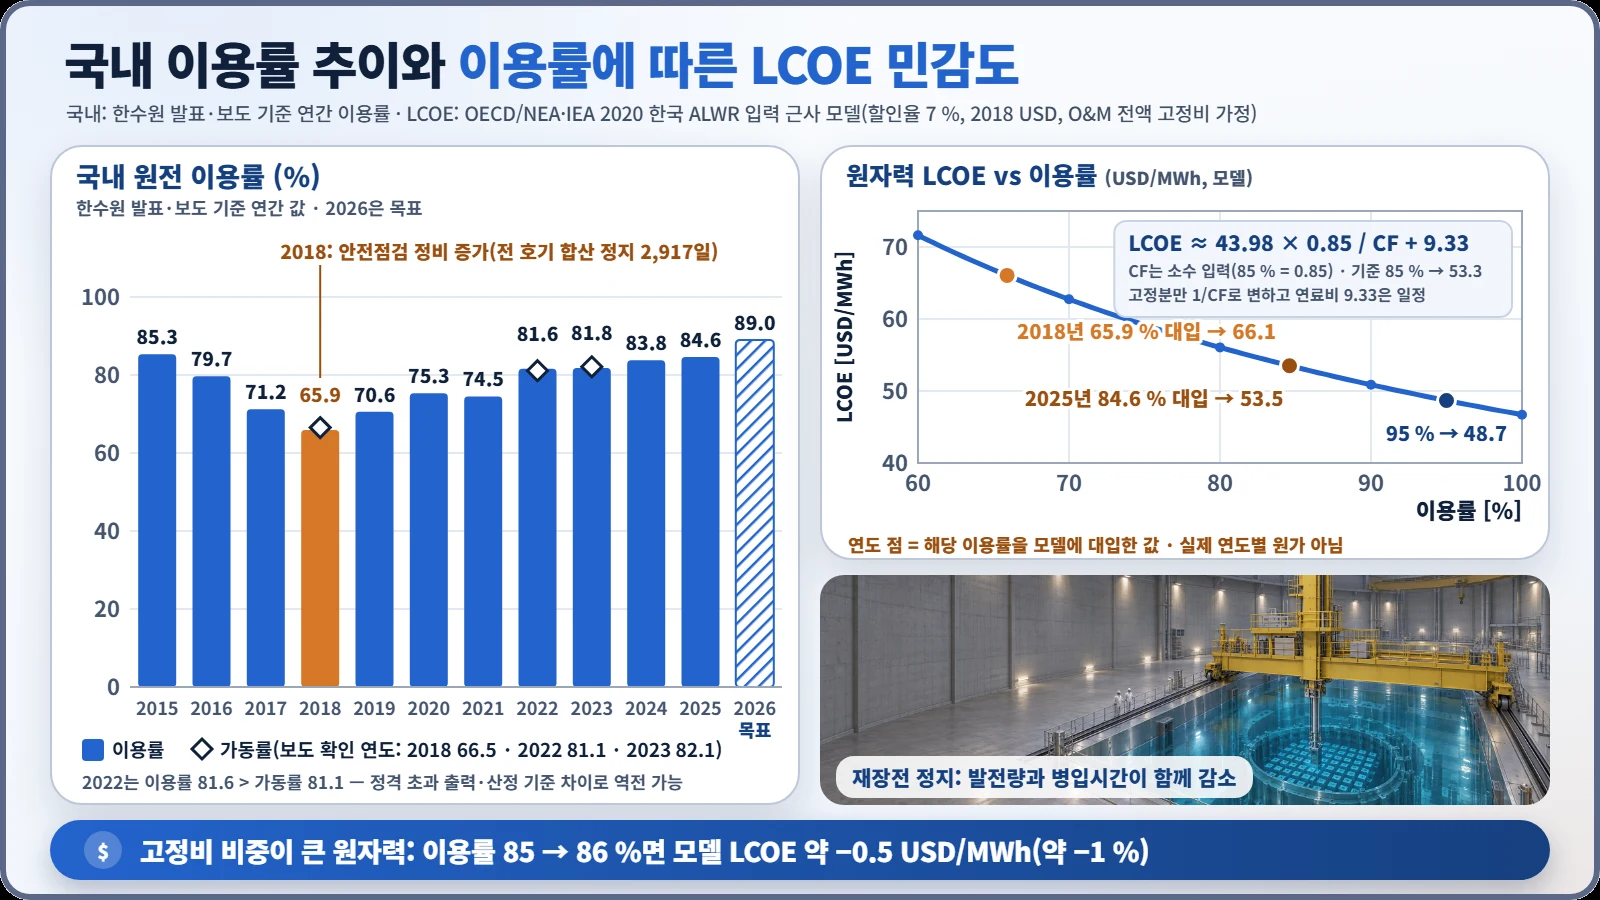 국내 이용률 추이와 이용률에 따른 LCOE 민감도
국내: 한수원 발표·보도 기준 연간 이용률 · LCOE: OECD/NEA·IEA 2020 한국 ALWR 입력 근사 모델(할인율 7 %, 2018 USD, O&M 전액 고정비 가정)
국내 원전 이용률 (%)
한수원 발표·보도 기준 연간 값 · 2026은 목표
2018: 안전점검 정비 증가(전 호기 합산 정지 2,917일)
100
80
60
40
20
0
85.3
79.7
71.2
65.9
70.6
75.3
74.5
81.6
81.8
83.8
84.6
89.0
2015 2016 2017 2018 2019 2020 2021 2022 2023 2024 2025 2026
목표
이용률
가동률(보도 확인 연도: 2018 66.5 · 2022 81.1 · 2023 82.1)
2022는 이용률 81.6 > 가동률 81.1 — 정격 초과 출력·산정 기준 차이로 역전 가능
원자력 LCOE vs 이용률 (USD/MWh, 모델)
LCOE [USD/MWh]
70
60
50
40
LCOE ≈ 43.98 × 0.85 / CF + 9.33
CF는 소수 입력(85 % = 0.85) · 기준 85 % → 53.3
고정분만 1/CF로 변하고 연료비 9.33은 일정
2018년 65.9 % 대입 → 66.1
2025년 84.6 % 대입 → 53.5
95 % → 48.7
60 70 80 90 100
이용률 [%]
연도 점 = 해당 이용률을 모델에 대입한 값 · 실제 연도별 원가 아님
재장전 정지: 발전량과 병입시간이 함께 감소
$
고정비 비중이 큰 원자력: 이용률 85 → 86 %면 모델 LCOE 약 −0.5 USD/MWh(약 −1 %)